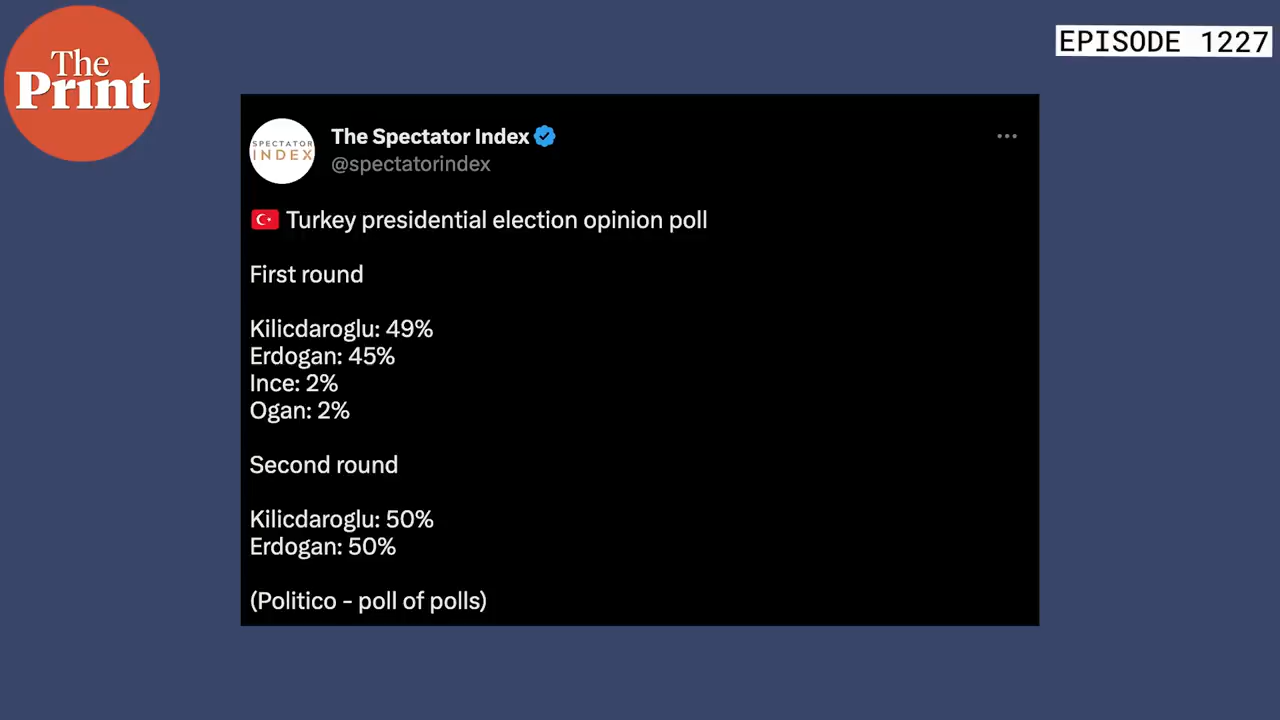 The
Print
EPISODE 1227
SPECTATOR
INDEX
The Spectator Index
@spectatorindex
Turkey presidential election opinion poll
First round
Kilicdaroglu: 49%
Erdogan: 45%
Ince: 2%
Ogan: 2%
Second round
Kilicdaroglu: 50%
Erdogan: 50%
(Politico - poll of polls)